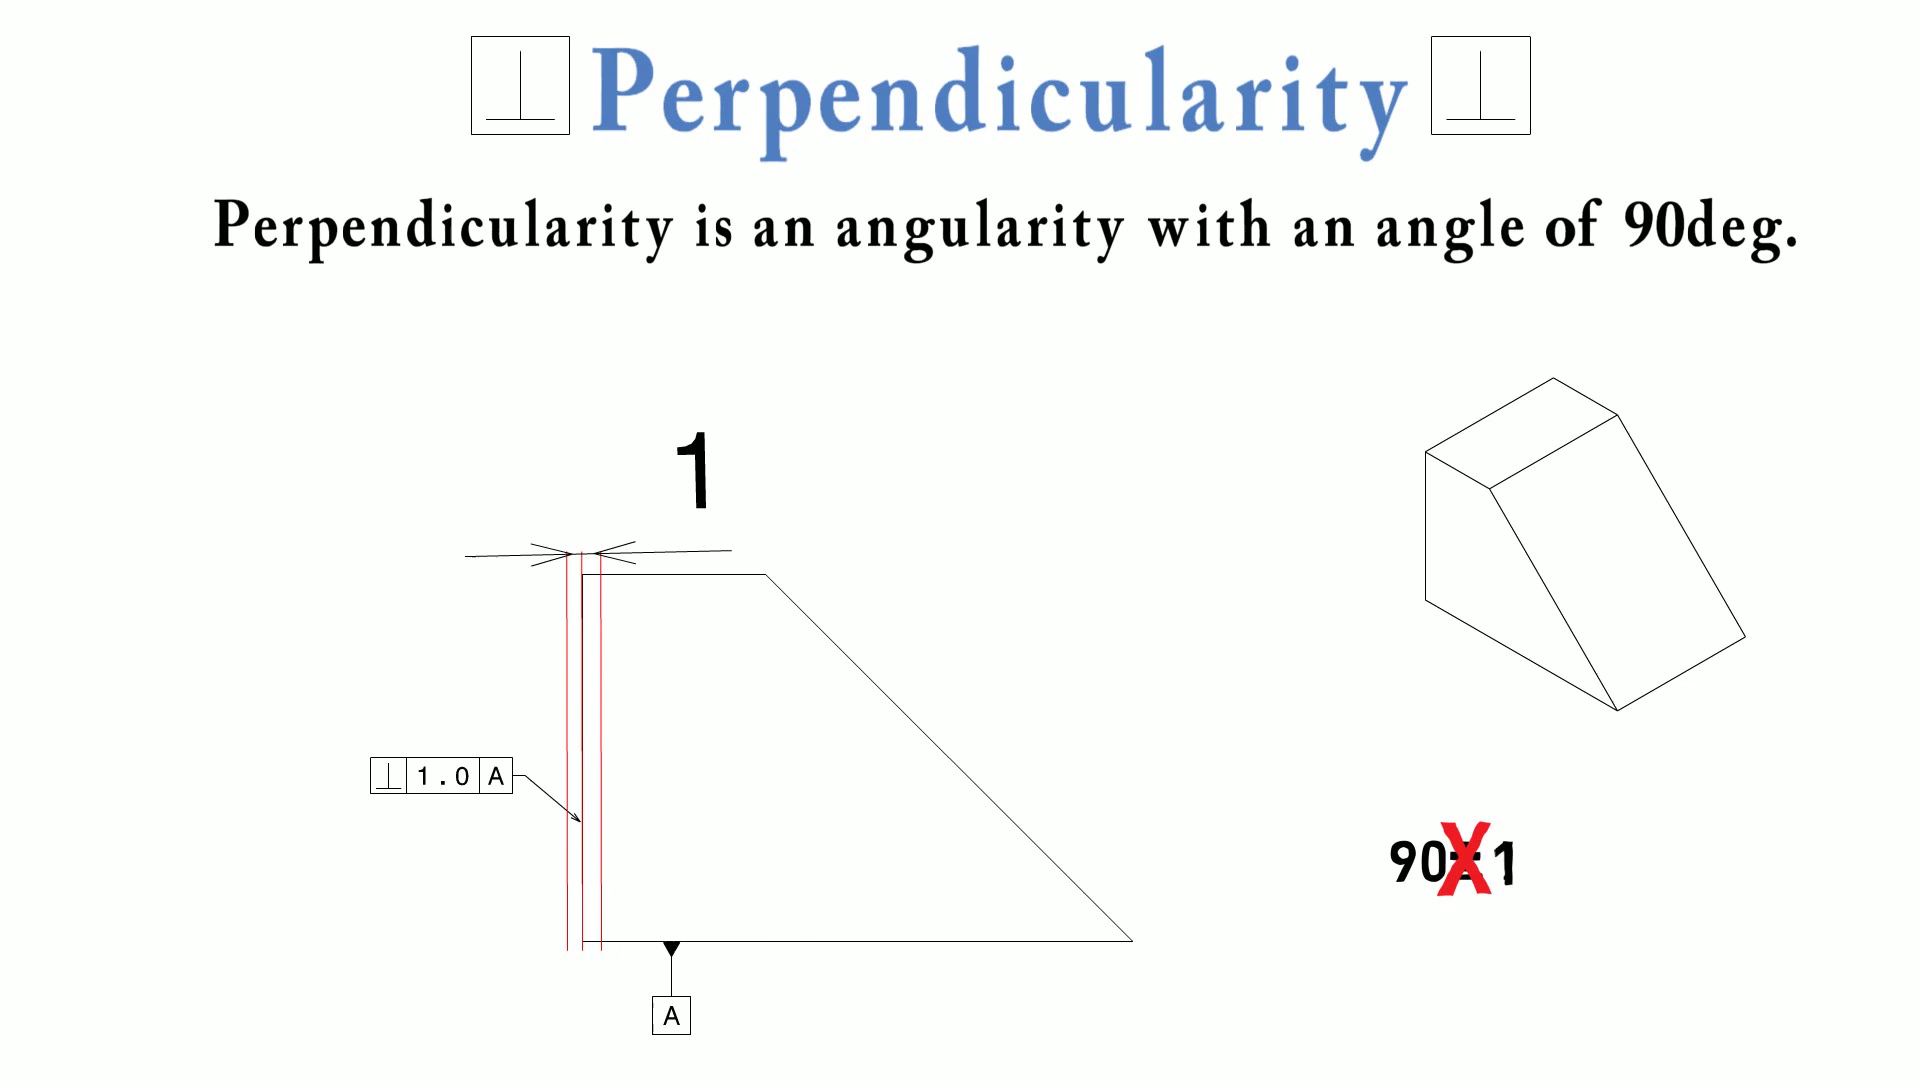 ⊥ Perpendicularity ⊥
Perpendicularity is an angularity with an angle of 90deg.
1
⊥ 1.0 A
90±1
A